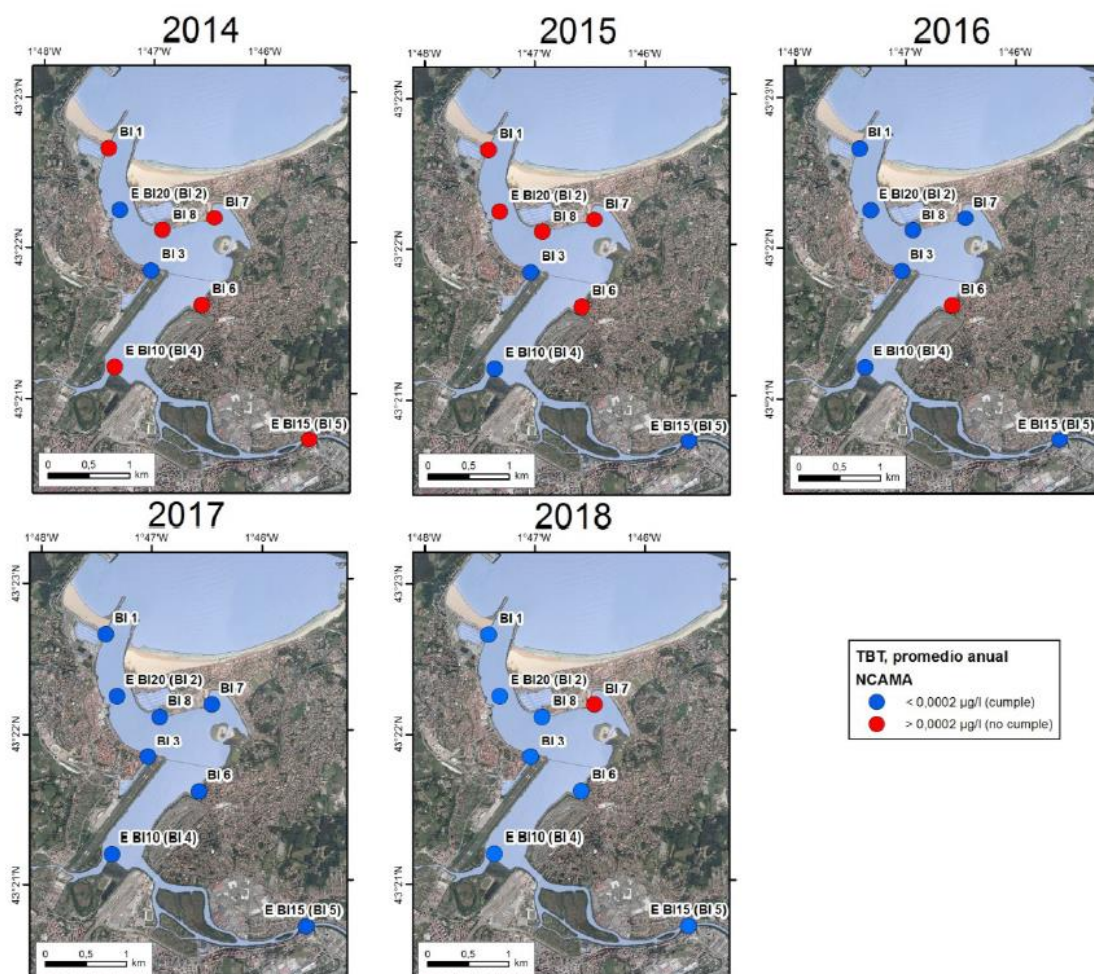 2014
1°48'W 1°47'W 1°46'W
43°23'N
43°22'N
43°21'N
BI 1
E BI20 (BI 2)
BI 7
BI 8
BI 3
BI 6
E BI10 (BI 4)
E BI15 (BI 5)
0 0,5 1
km
2015
1°48'W 1°47'W 1°46'W
43°23'N
43°22'N
43°21'N
BI 1
E BI20 (BI 2)
BI 7
BI 8
BI 3
BI 6
E BI10 (BI 4)
E BI15 (BI 5)
0 0,5 1
km
2016
1°48'W 1°47'W 1°46'W
43°23'N
43°22'N
43°21'N
BI 1
E BI20 (BI 2)
BI 7
BI 8
BI 3
BI 6
E BI10 (BI 4)
E BI15 (BI 5)
0 0,5 1
km
2017
1°48'W 1°47'W 1°46'W
43°23'N
43°22'N
43°21'N
BI 1
E BI20 (BI 2)
BI 7
BI 8
BI 3
BI 6
E BI10 (BI 4)
E BI15 (BI 5)
0 0,5 1
km
2018
1°48'W 1°47'W 1°46'W
43°23'N
43°22'N
43°21'N
BI 1
E BI20 (BI 2)
BI 7
BI 8
BI 3
BI 6
E BI10 (BI 4)
E BI15 (BI 5)
0 0,5 1
km
TBT, promedio anual
NCAMA
< 0,0002 µg/l (cumple)
> 0,0002 µg/l (no cumple)